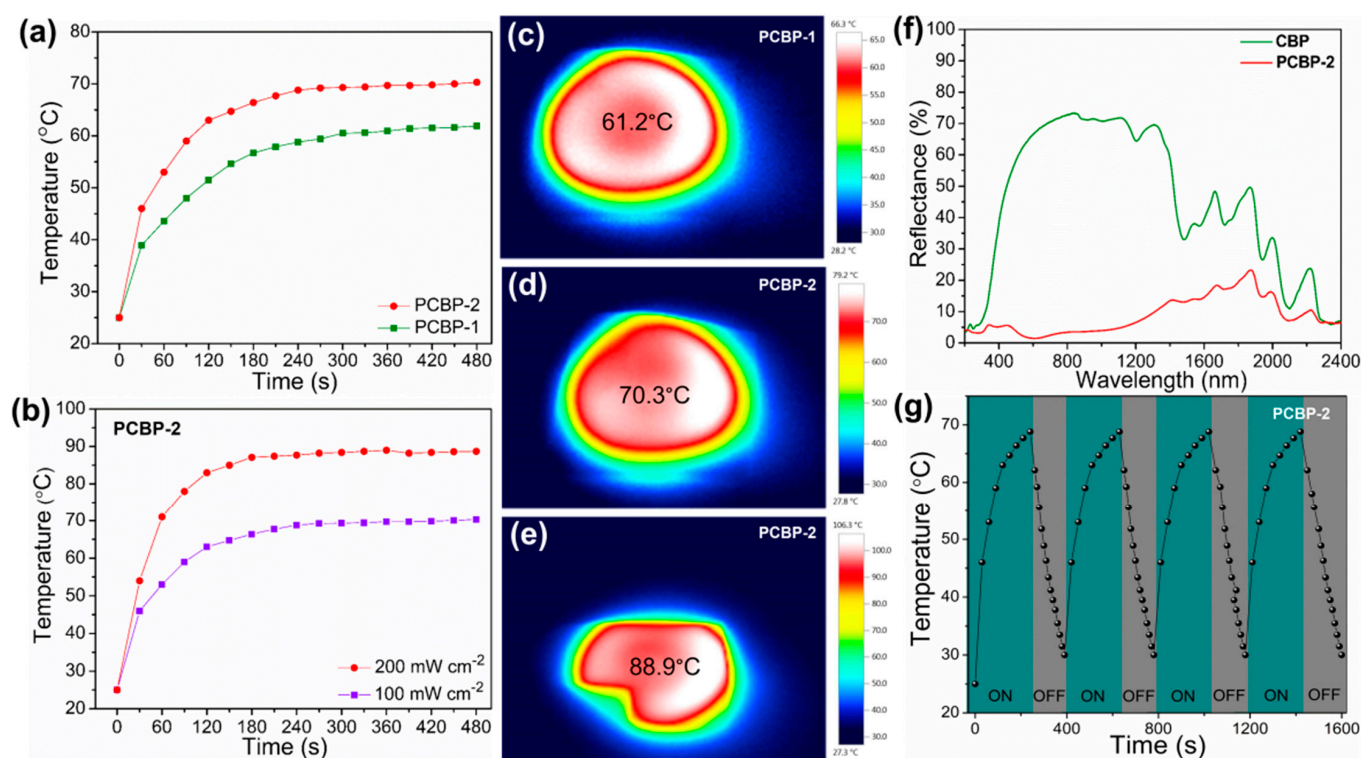 (a)
80
70
60
50
40
30
20
Temperature (°C)
PCBP-2
PCBP-1
0 60 120 180 240 300 360 420 480
Time (s)
(b)
PCBP-2
100
90
80
70
60
50
40
30
20
Temperature (°C)
200 mW cm⁻²
100 mW cm⁻²
0 60 120 180 240 300 360 420 480
Time (s)
(c)
PCBP-1
61.2°C
66.3 °C
65.0
60.0
55.0
50.0
45.0
40.0
35.0
30.0
28.2 °C
(d)
PCBP-2
70.3°C
79.2 °C
70.0
60.0
50.0
40.0
30.0
27.8 °C
(e)
PCBP-2
88.9°C
106.3 °C
100.0
90.0
80.0
70.0
60.0
50.0
40.0
30.0
27.3 °C
(f)
100
90
80
70
60
50
40
30
20
10
0
Reflectance (%)
CBP
PCBP-2
400 800 1200 1600 2000 2400
Wavelength (nm)
(g)
PCBP-2
70
60
50
40
30
20
Temperature (°C)
ON OFF ON OFF ON OFF ON OFF
0 200 400 600 800 1000 1200 1400 1600
Time (s)